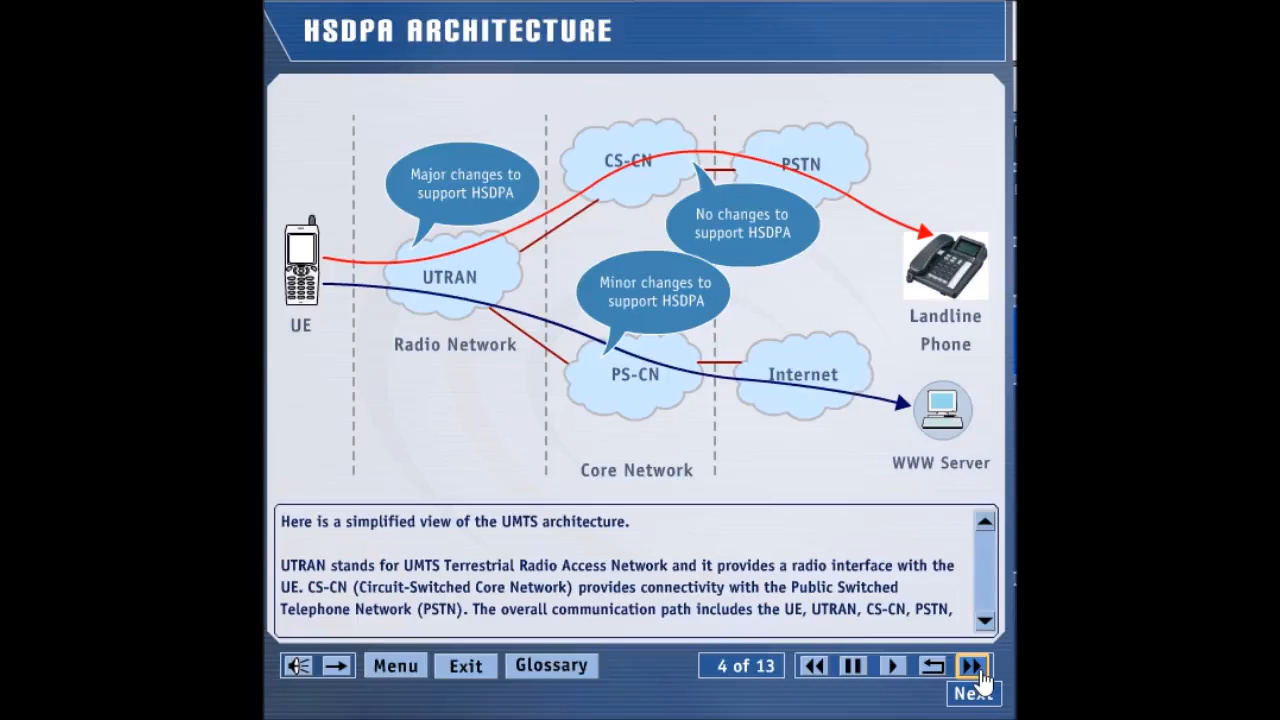 HSDPA ARCHITECTURE
CS-CN
PSTN
Major changes to
support HSDPA
No changes to
support HSDPA
UTRAN
Minor changes to
support HSDPA
UE
Landline
Phone
Radio Network
PS-CN
Internet
WWW Server
Core Network
Here is a simplified view of the UMTS architecture.
UTRAN stands for UMTS Terrestrial Radio Access Network and it provides a radio interface with the
UE. CS-CN (Circuit-Switched Core Network) provides connectivity with the Public Switched
Telephone Network (PSTN). The overall communication path includes the UE, UTRAN, CS-CN, PSTN,
Menu
Exit
Glossary
4 of 13
Next